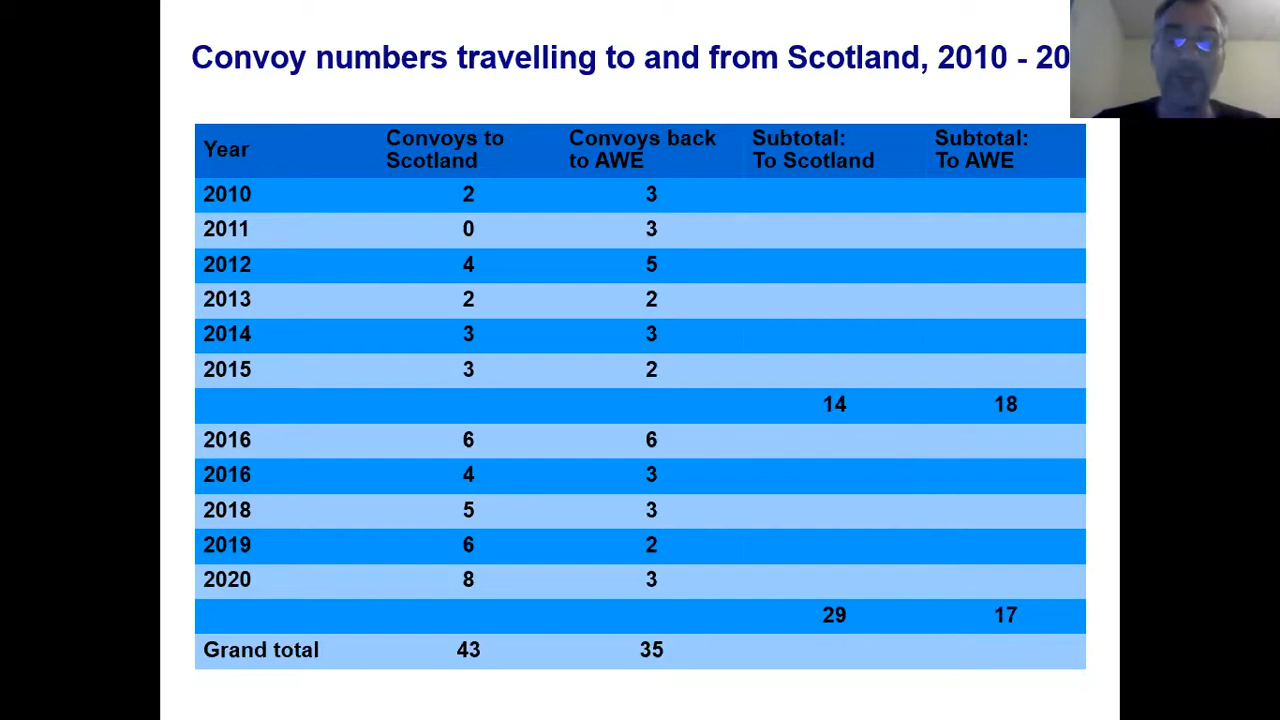 Convoy numbers travelling to and from Scotland, 2010 - 20
Year Convoys to Scotland Convoys back to AWE Subtotal: To Scotland Subtotal: To AWE
2010 2 3
2011 0 3
2012 4 5
2013 2 2
2014 3 3
2015 3 2
14 18
2016 6 6
2016 4 3
2018 5 3
2019 6 2
2020 8 3
29 17
Grand total 43 35